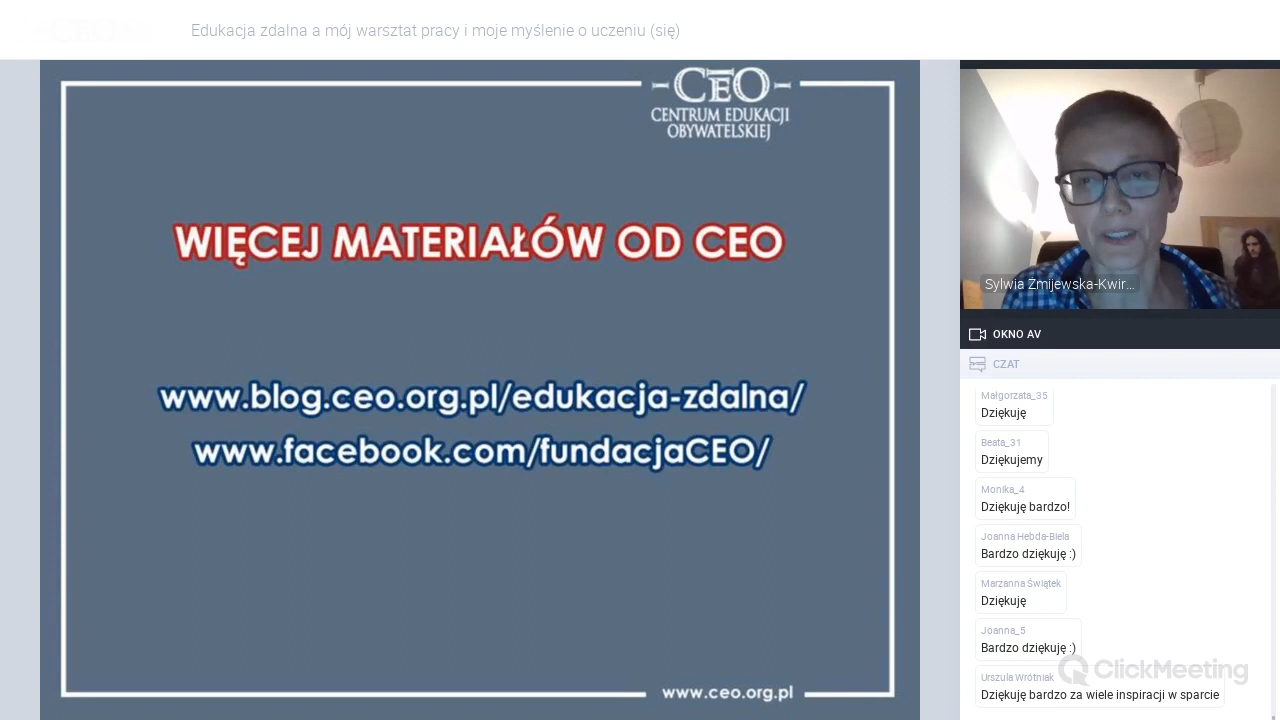 Edukacja zdalna a mój warsztat pracy i moje myślenie o uczeniu (się)
CEO
CENTRUM EDUKACJI
OBYWATELSKIEJ
WIĘCEJ MATERIAŁÓW OD CEO
www.blog.ceo.org.pl/edukacja-zdalna/
www.facebook.com/fundacjaCEO/
www.ceo.org.pl
Sylwia Żmijewska-Kwir...
OKNO AV
CZAT
Małgorzata_35
Dziękuję
Beata_31
Dziękujemy
Monika_4
Dziękuję bardzo!
Joanna Hebda-Biela
Bardzo dziękuję :)
Marzanna Świątek
Dziękuję
Joanna_5
Bardzo dziękuję :)
Urszula Wrótniak
Dziękuję bardzo za wiele inspiracji w sparcie
ClickMeeting